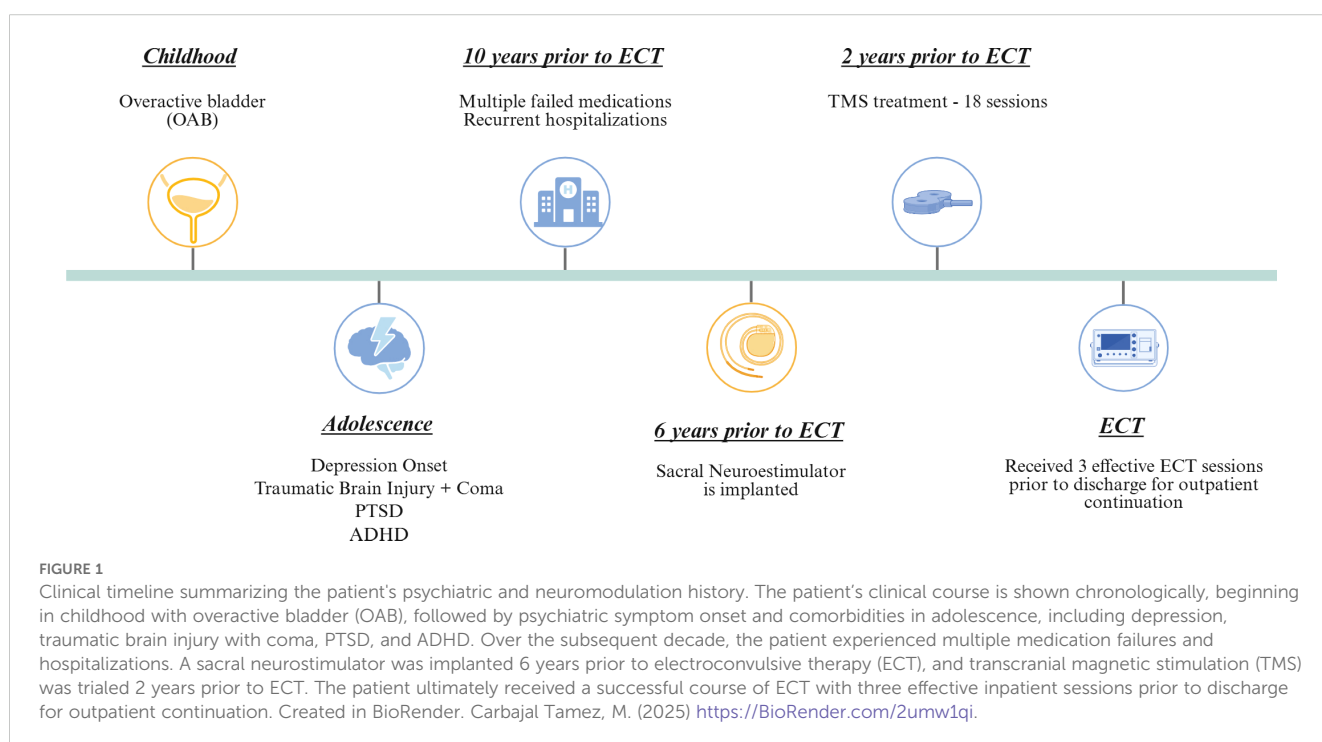 Childhood
Overactive bladder
(OAB)
10 years prior to ECT
Multiple failed medications
Recurrent hospitalizations
2 years prior to ECT
TMS treatment - 18 sessions
H
Adolescence
Depression Onset
Traumatic Brain Injury + Coma
PTSD
ADHD
6 years prior to ECT
Sacral Neuroestimulator
is implanted
ECT
Received 3 effective ECT sessions
prior to discharge for outpatient
continuation
FIGURE 1
Clinical timeline summarizing the patient's psychiatric and neuromodulation history. The patient's clinical course is shown chronologically, beginning
in childhood with overactive bladder (OAB), followed by psychiatric symptom onset and comorbidities in adolescence, including depression,
traumatic brain injury with coma, PTSD, and ADHD. Over the subsequent decade, the patient experienced multiple medication failures and
hospitalizations. A sacral neurostimulator was implanted 6 years prior to electroconvulsive therapy (ECT), and transcranial magnetic stimulation (TMS)
was trialed 2 years prior to ECT. The patient ultimately received a successful course of ECT with three effective inpatient sessions prior to discharge
for outpatient continuation. Created in BioRender. Carbajal Tamez, M. (2025) https://BioRender.com/2umw1qi.